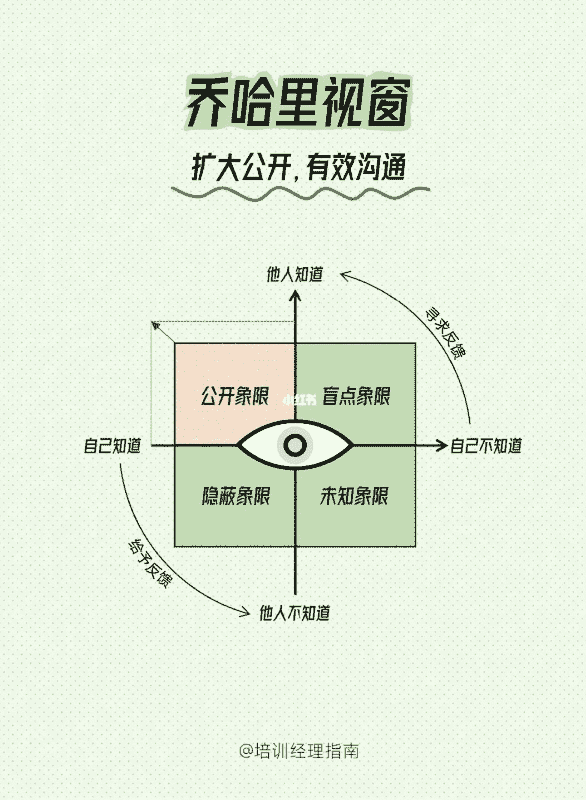 乔哈里视窗
扩大公开,有效沟通
他人知道
寻求反馈
公开象限
小红书
盲点象限
自己知道
自己不知道
隐蔽象限
未知象限
给予反馈
他人不知道
@培训经理指南